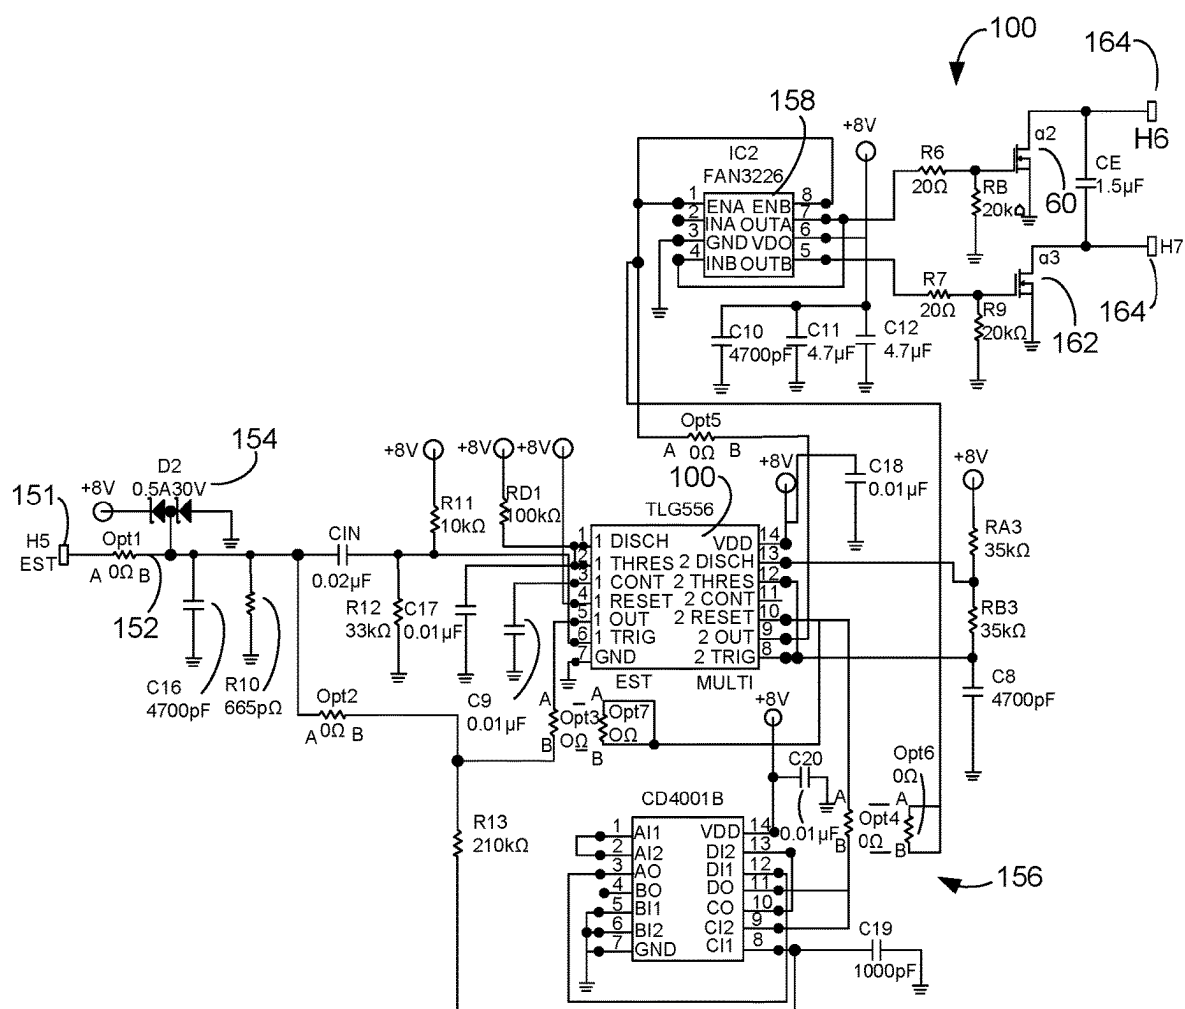 100
164
158
+8V
H6
α2
IC2
FAN3226
R6
20Ω
RB
20kΩ
60
CE
1.5µF
1 ENA ENB 8
2 INA OUTA 7
3 GND VDO 6
4 INB OUTB 5
H7
α3
R7
20Ω
R9
20kΩ
162
164
C10
4700pF
C11
4.7µF
C12
4.7µF
Opt5
A 0Ω B
154
D2
0.5A30V
+8V
+8V
+8V
+8V
100
+8V
C18
0.01µF
+8V
151
H5
EST
Opt1
A 0Ω B
152
CIN
0.02µF
R11
10kΩ
RD1
100kΩ
TLG556
RA3
35kΩ
RB3
35kΩ
1 1 DISCH VDD 14
2 1 THRES 2 DISCH 13
3 1 CONT 2 THRES 12
4 1 RESET 2 CONT 11
5 1 OUT 2 RESET 10
6 1 TRIG 2 OUT 9
7 GND 2 TRIG 8
EST MULTI
R12
33kΩ
C17
0.01µF
C16
4700pF
R10
665pΩ
C9
0.01µF
C8
4700pF
Opt2
A 0Ω B
A
Opt3
0Ω
B
A
Opt7
0Ω
B
+8V
C20
0.01µF
Opt6
0Ω
A
Opt4
0Ω
B
A
B
R13
210kΩ
CD4001B
1 AI1 VDD 14
2 AI2 DI2 13
3 AO DI1 12
4 BO DO 11
5 BI1 CO 10
6 BI2 CI2 9
7 GND CI1 8
156
C19
1000pF